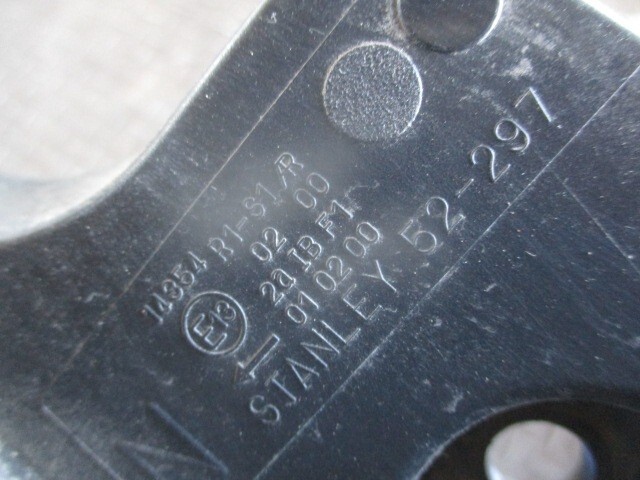 14354 R1-S1/R
02 00
E13 2a IB F1
01 02 00
STANLEY 52-297
N